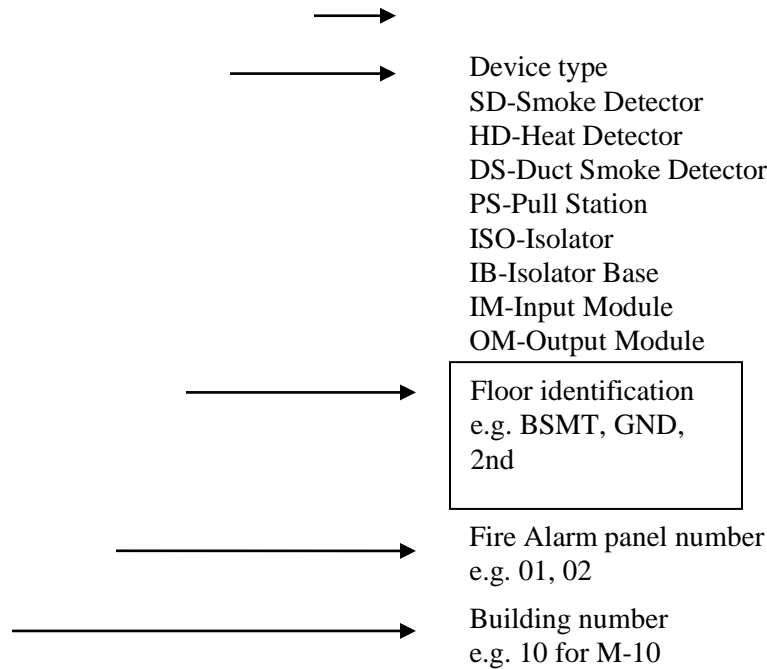 Device type
SD-Smoke Detector
HD-Heat Detector
DS-Duct Smoke Detector
PS-Pull Station
ISO-Isolator
IB-Isolator Base
IM-Input Module
OM-Output Module
Floor identification
e.g. BSMT, GND,
2nd
Fire Alarm panel number
e.g. 01, 02
Building number
e.g. 10 for M-10